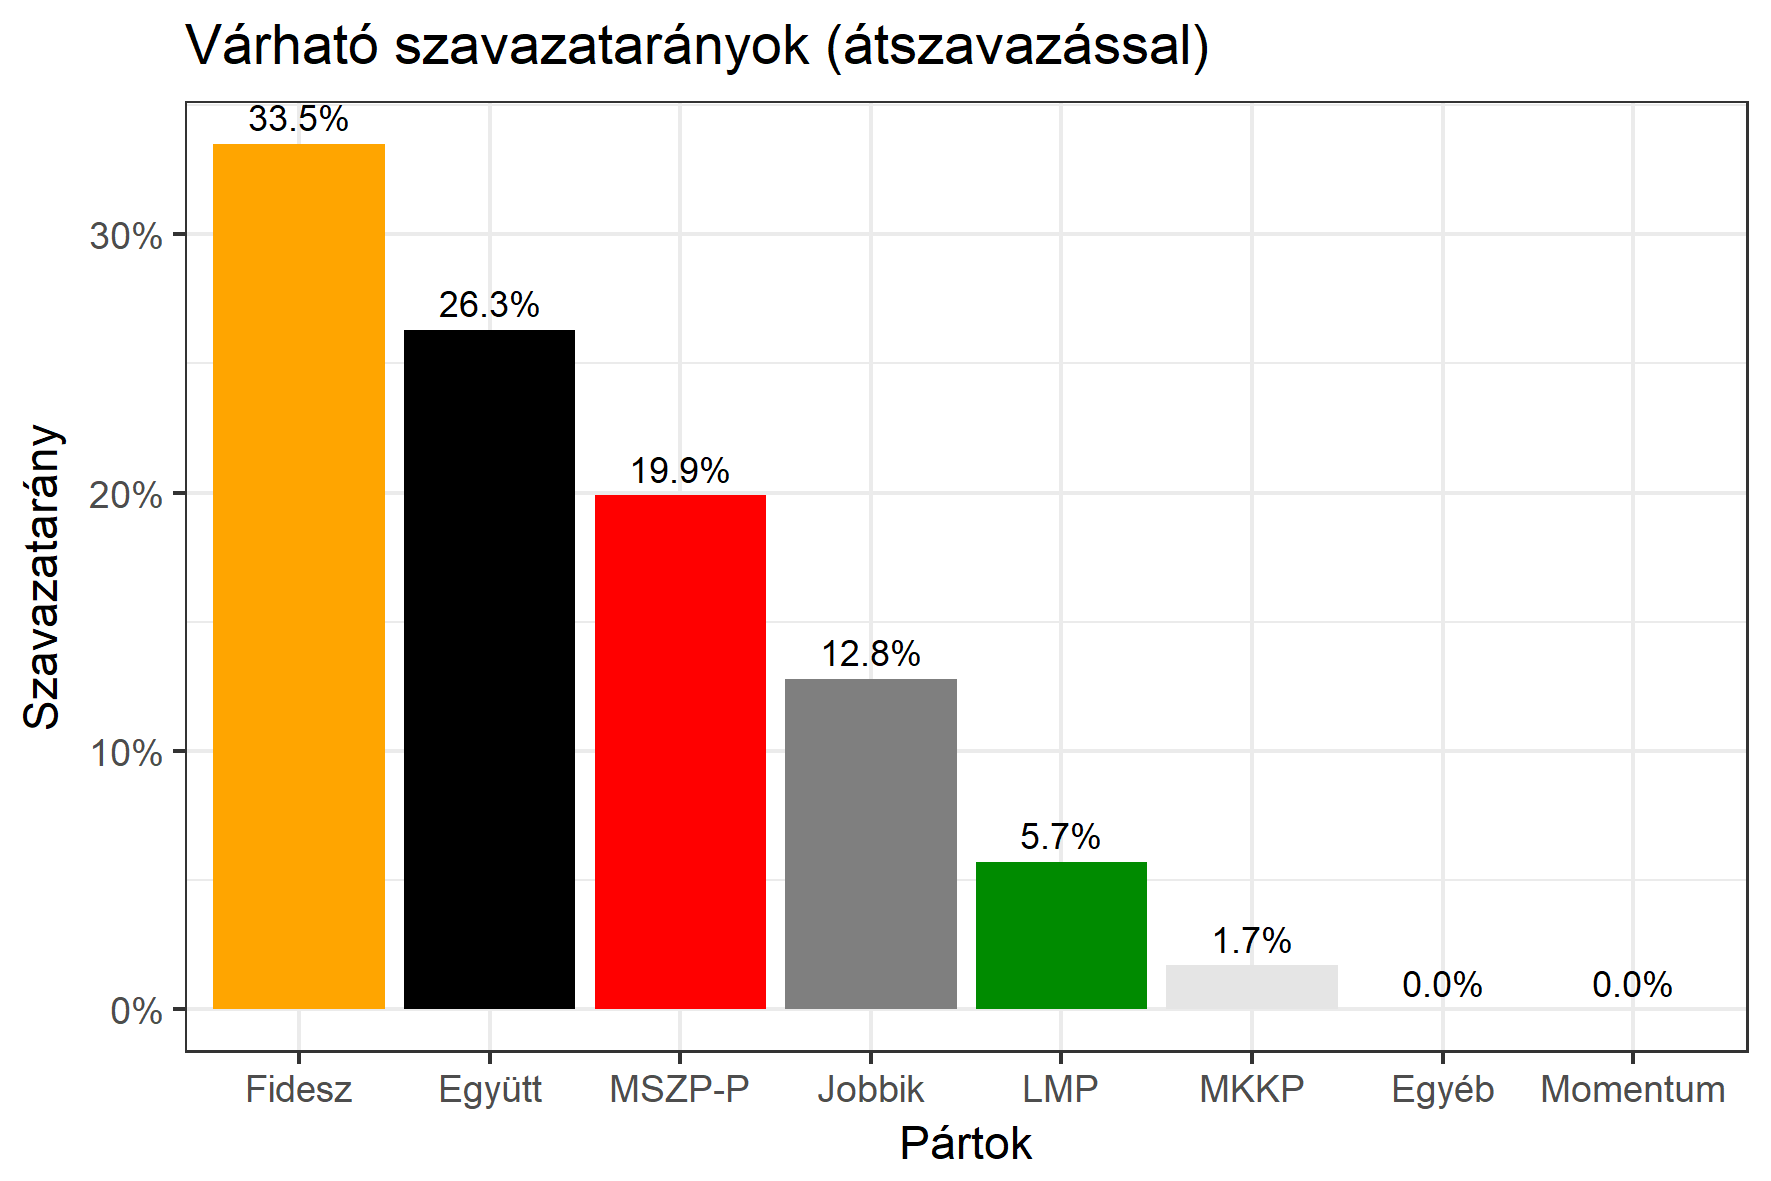 Várható szavazatarányok (átszavazással)
33.5%
26.3%
19.9%
12.8%
5.7%
1.7%
0.0%
0.0%
30%
20%
10%
0%
Szavazatarány
Fidesz
Együtt
MSZP-P
Jobbik
LMP
MKKP
Egyéb
Momentum
Pártok